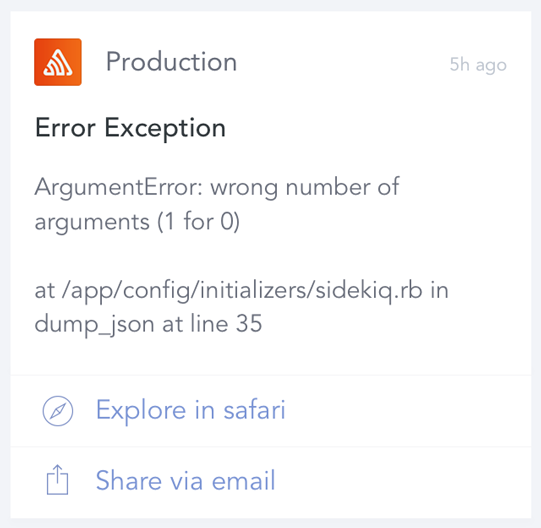 Production
5h ago
Error Exception
ArgumentError: wrong number of
arguments (1 for 0)
at /app/config/initializers/sidekiq.rb in
dump_json at line 35
Explore in safari
Share via email